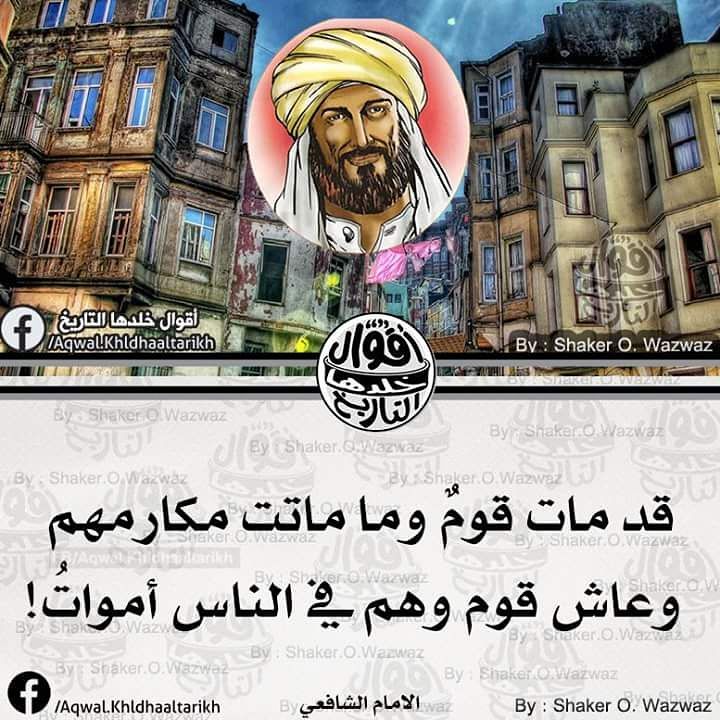 أقوال خلدها التاريخ
/Aqwal.Khldhaaltarikh
By : Shaker O. Wazwaz
أقوال
خلدها
التاريخ
قد مات قومٌ وما ماتت مكارمهم
وعاش قوم وهم في الناس أمواتُ!
/Aqwal.Khldhaaltarikh
الامام الشافعي
By : Shaker O. Wazwaz